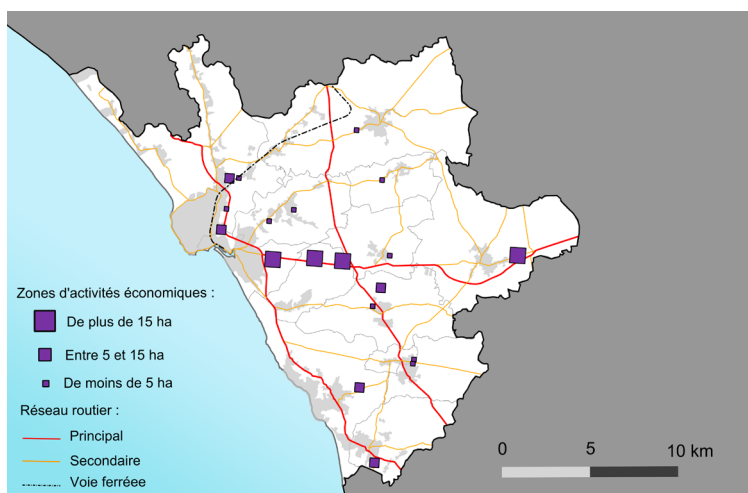 Zones d'activités économiques :
De plus de 15 ha
Entre 5 et 15 ha
De moins de 5 ha
Réseau routier :
Principal
Secondaire
Voie ferréee
0 5 10 km